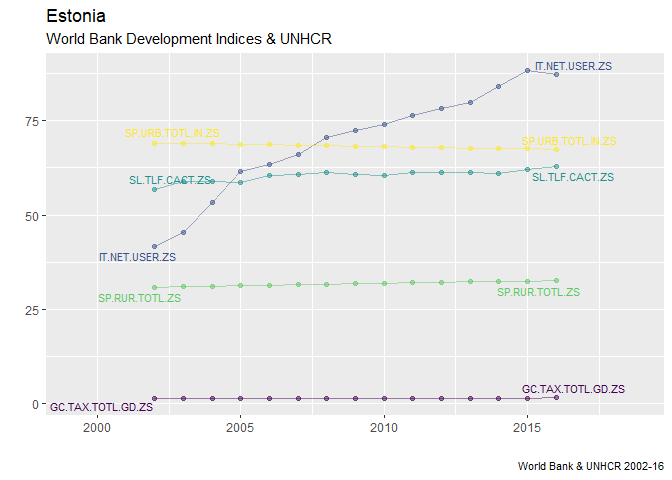 Estonia
World Bank Development Indices & UNHCR
IT.NET.USER.ZS
75
SP.URB.TOTL.IN.ZS
SP.URB.TOTL.IN.ZS
SL.TLF.CACT.ZS
SL.TLF.CACT.ZS
50
IT.NET.USER.ZS
SP.RUR.TOTL.ZS
SP.RUR.TOTL.ZS
25
GC.TAX.TOTL.GD.ZS
GC.TAX.TOTL.GD.ZS
0
2000 2005 2010 2015
World Bank & UNHCR 2002-16